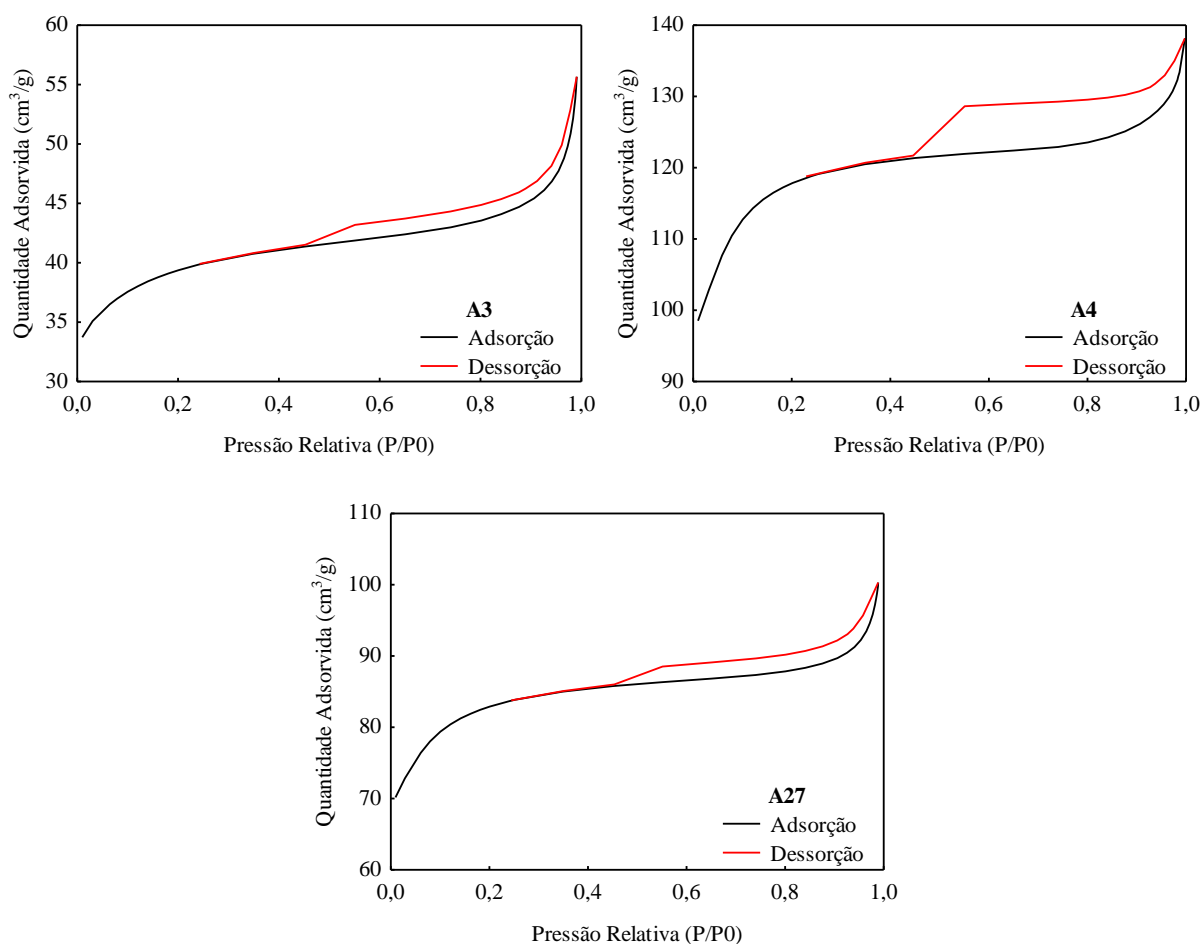 60
55
50
45
40
35
30
Quantidade Adsorvida (cm³/g)
A3
Adsorção
Dessorção
0,0 0,2 0,4 0,6 0,8 1,0
Pressão Relativa (P/P0)
140
130
120
110
100
90
Quantidade Adsorvida (cm³/g)
A4
Adsorção
Dessorção
0,0 0,2 0,4 0,6 0,8 1,0
Pressão Relativa (P/P0)
110
100
90
80
70
60
Quantidade Adsorvida (cm³/g)
A27
Adsorção
Dessorção
0,0 0,2 0,4 0,6 0,8 1,0
Pressão Relativa (P/P0)